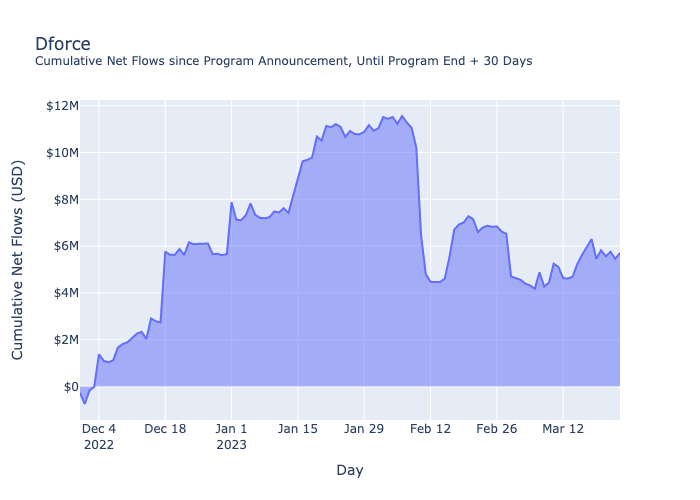 Dforce
Cumulative Net Flows since Program Announcement, Until Program End + 30 Days
Cumulative Net Flows (USD)
$12M
$10M
$8M
$6M
$4M
$2M
$0
Dec 4
2022
Dec 18
Jan 1
2023
Jan 15
Jan 29
Feb 12
Feb 26
Mar 12
Day